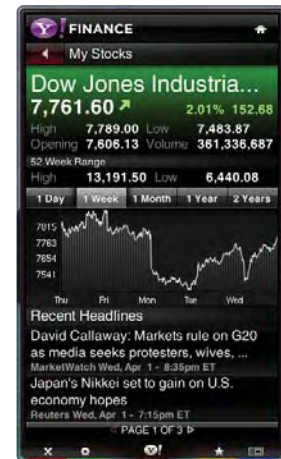 Y! FINANCE
My Stocks
Dow Jones Industria...
7,761.60 2.01% 152.68
High 7,789.00 Low 7,483.87
Opening 7,606.13 Volume 361,336,687
52 Week Range
High 13,191.50 Low 6,440.08
1 Day 1 Week 1 Month 1 Year 2 Years
7815
7763
7654
7541
Thu Fri Mon Tue Wed
Recent Headlines
David Callaway: Markets rule on G20
as media seeks protesters, wives, ...
MarketWatch Wed, Apr 1 - 8:35pm ET
Japan's Nikkei set to gain on U.S.
economy hopes
Reuters Wed, Apr 1 - 7:15pm ET
PAGE 1 OF 3
Y!